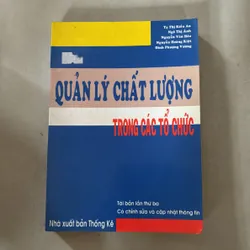 Tạ Thị Kiều An
Ngô Thị Ánh
Nguyễn Văn Hóa
Nguyễn Hoàng Kiệt
Đinh Phượng Vương
QUẢN LÝ CHẤT LƯỢNG
TRONG CÁC TỔ CHỨC
Tái bản lần thứ ba
Có chỉnh sửa và cập nhật thông tin
Nhà xuất bản Thống Kê